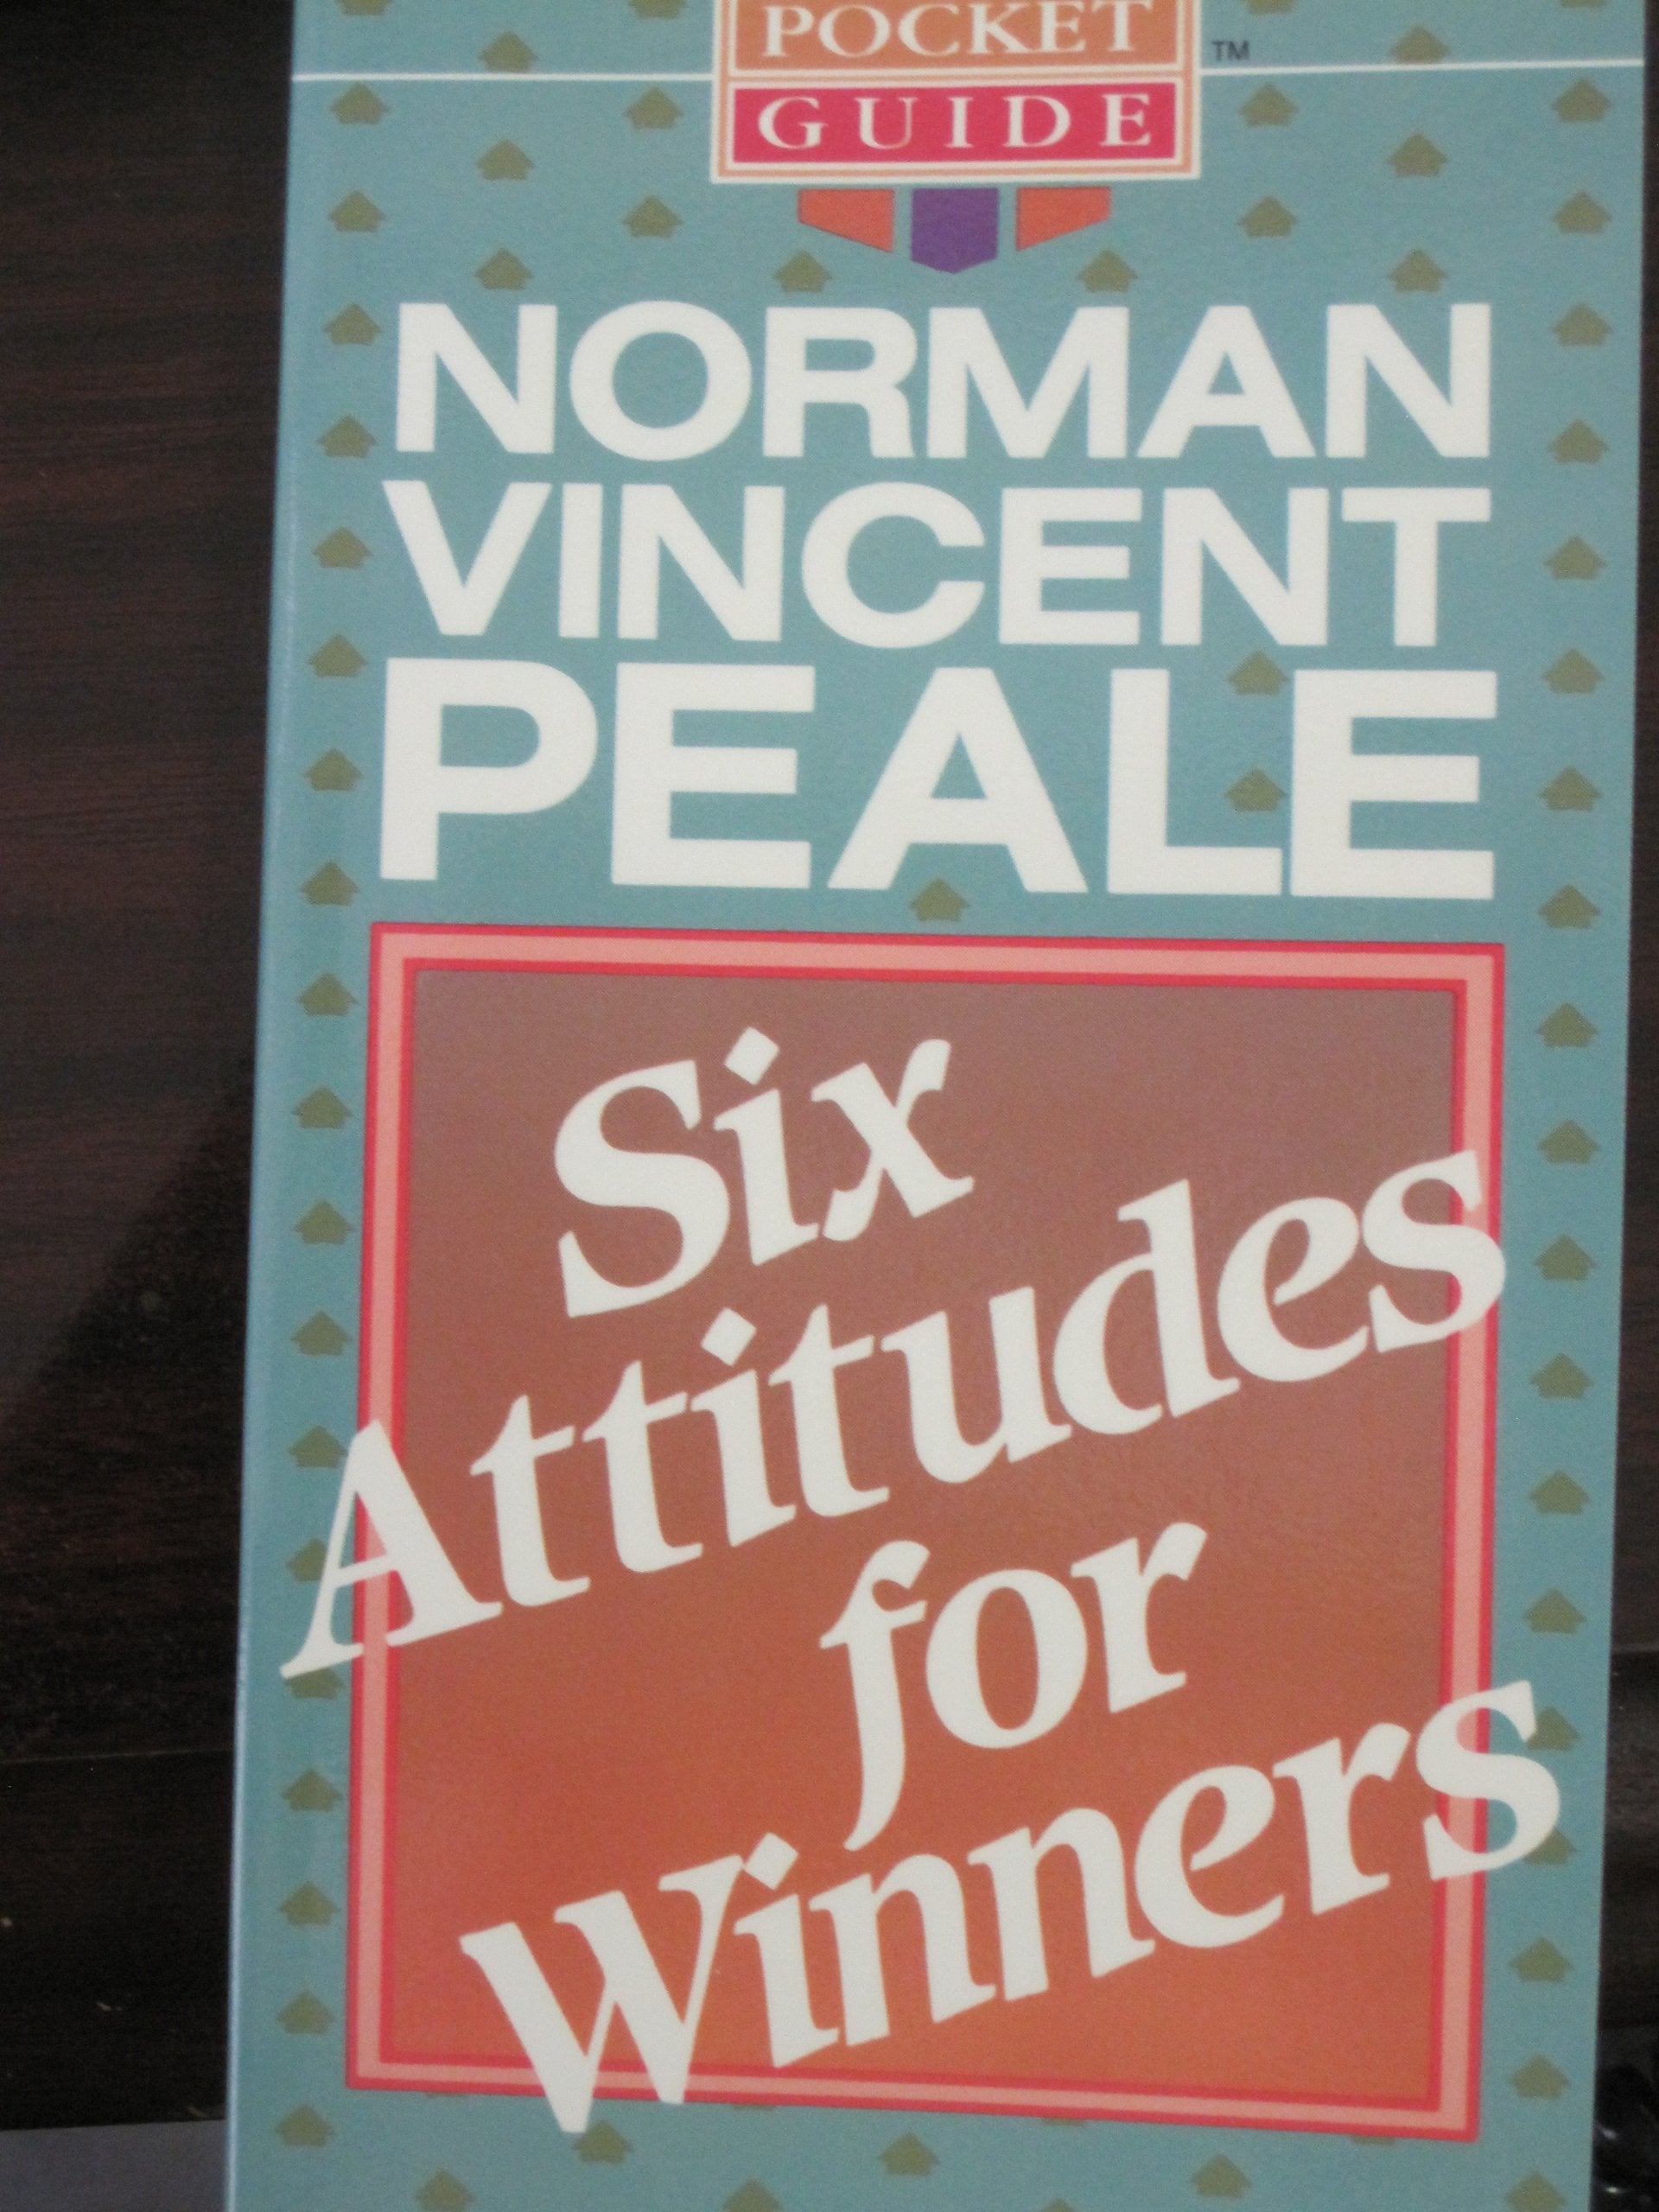 POCKET
TM
GUIDE
NORMAN
VINCENT
PEALE
Six
Attitudes
for
Winners